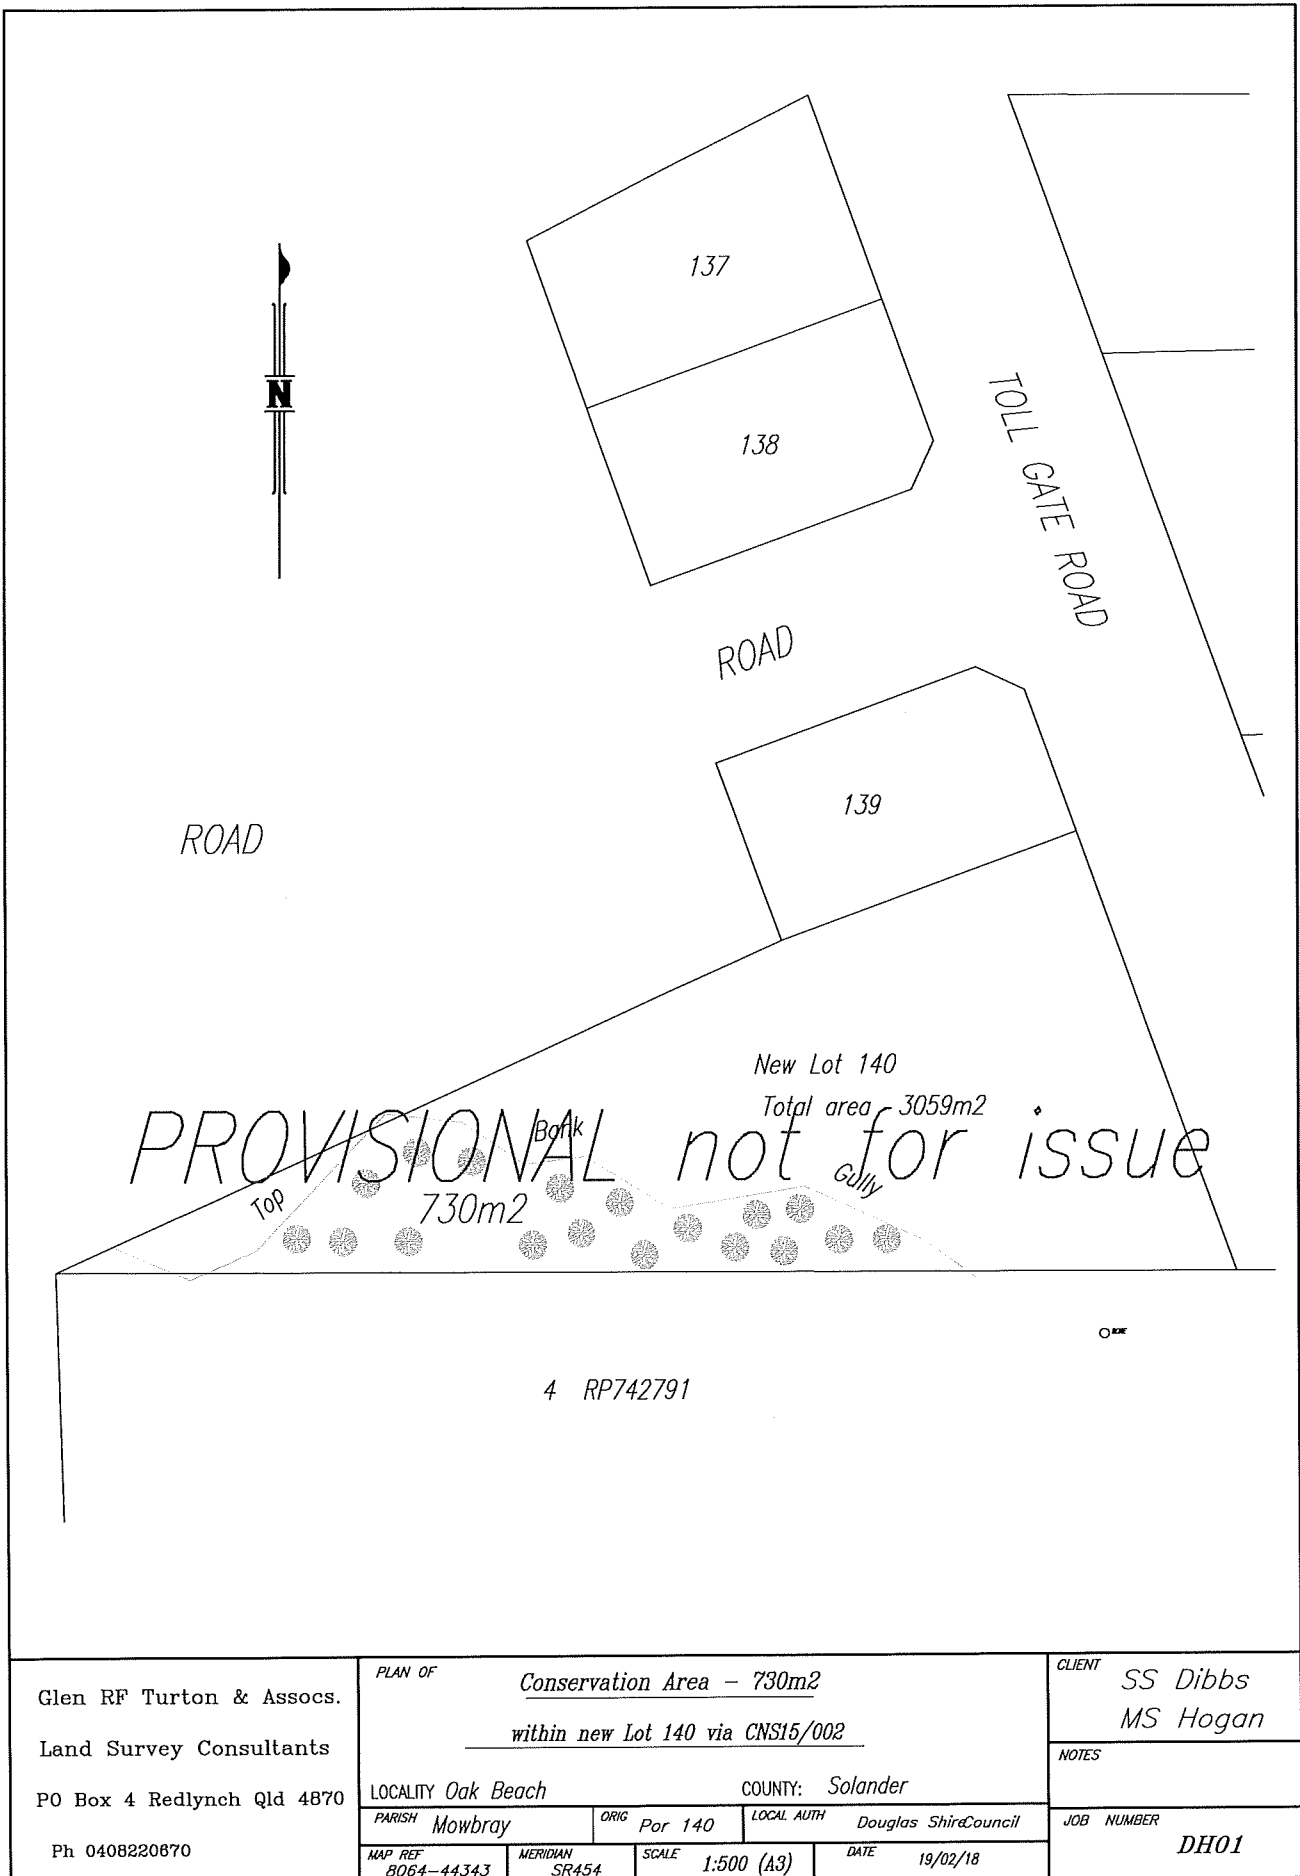 137
N
138
TOLL GATE ROAD
ROAD
139
ROAD
New Lot 140
Total area - 3059m2
PROVISIONAL not for issue
Bank
Gully
Top
730m2
4 RP742791
Glen RF Turton & Assocs.
Land Survey Consultants
PO Box 4 Redlynch Qld 4870
Ph 0408220670
PLAN OF
Conservation Area - 730m2
within new Lot 140 via CNS15/002
LOCALITY Oak Beach
COUNTY: Solander
PARISH Mowbray
ORIG Por 140
LOCAL AUTH Douglas ShireCouncil
MAP REF 8064-44343
MERIDIAN SR454
SCALE 1:500 (A3)
DATE 19/02/18
CLIENT
SS Dibbs
MS Hogan
NOTES
JOB NUMBER
DH01